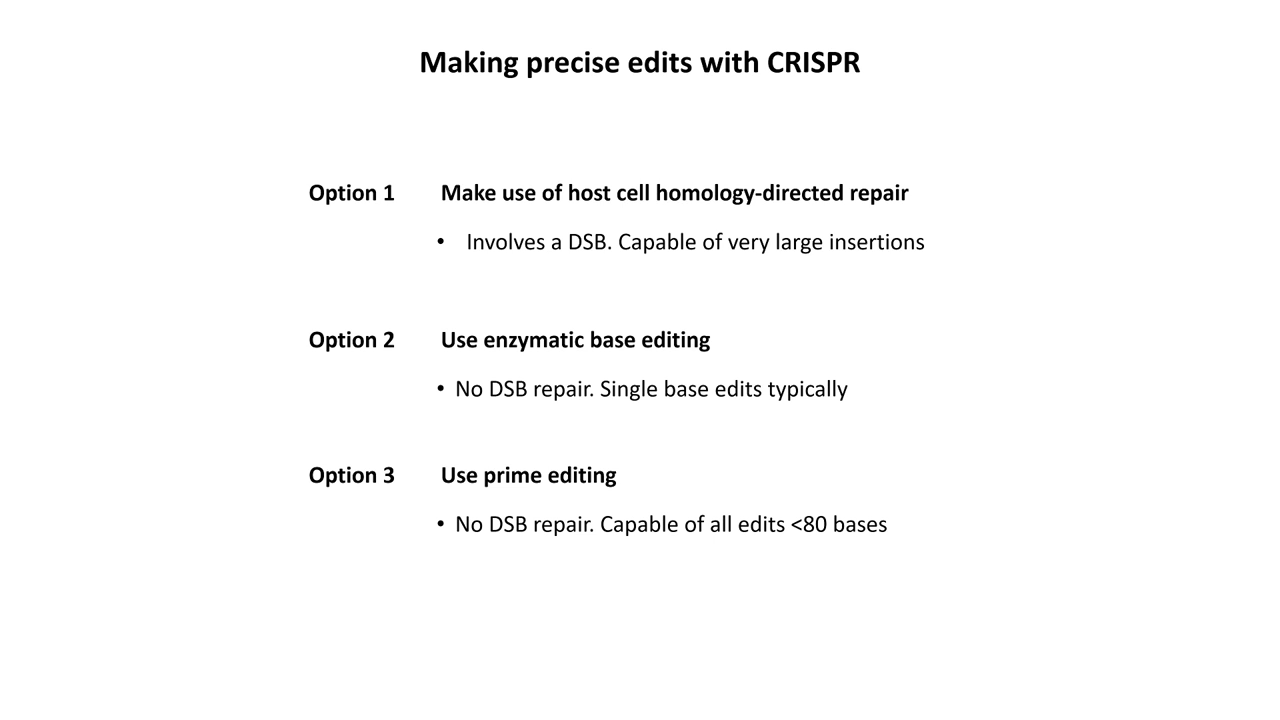 Making precise edits with CRISPR
Option 1 Make use of host cell homology-directed repair
• Involves a DSB. Capable of very large insertions
Option 2 Use enzymatic base editing
• No DSB repair. Single base edits typically
Option 3 Use prime editing
• No DSB repair. Capable of all edits <80 bases